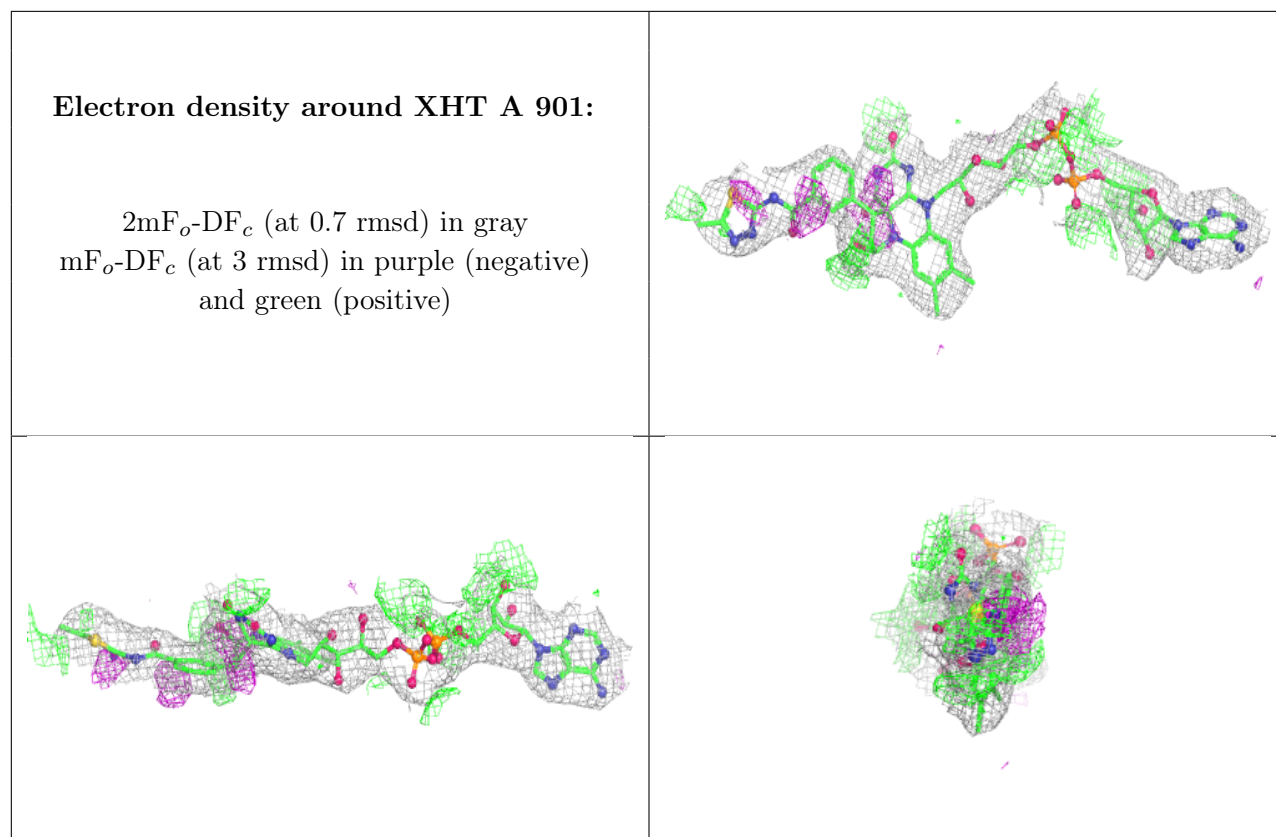 Electron density around XHT A 901:
2mFₒ-DF𝒸 (at 0.7 rmsd) in gray
mFₒ-DF𝒸 (at 3 rmsd) in purple (negative)
and green (positive)